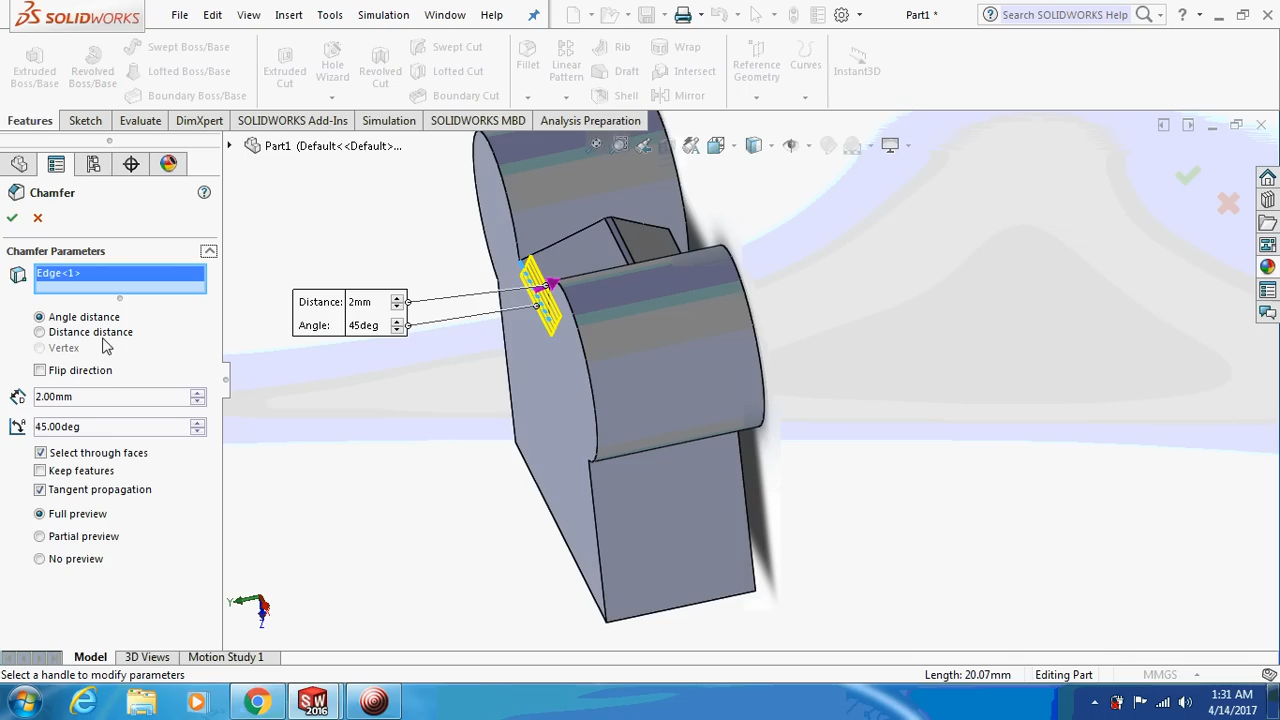 SOLIDWORKS File Edit View Insert Tools Simulation Window Help Part1 * Search SOLIDWORKS Help ?
Extruded Boss/Base
Revolved Boss/Base
Swept Boss/Base
Lofted Boss/Base
Boundary Boss/Base
Extruded Cut
Hole Wizard
Revolved Cut
Swept Cut
Lofted Cut
Boundary Cut
Fillet
Linear Pattern
Rib
Draft
Shell
Wrap
Intersect
Mirror
Reference Geometry
Curves
Instant3D
Features Sketch Evaluate DimXpert SOLIDWORKS Add-Ins Simulation SOLIDWORKS MBD Analysis Preparation
Part1 (Default<<Default>...
Chamfer ?
Chamfer Parameters
Edge<1>
Angle distance
Distance distance
Vertex
Flip direction
2.00mm
45.00deg
Select through faces
Keep features
Tangent propagation
Full preview
Partial preview
No preview
Distance: 2mm
Angle: 45deg
Y
Z
Model 3D Views Motion Study 1
Select a handle to modify parameters Length: 20.07mm Editing Part MMGS
SW 2016
1:31 AM
4/14/2017